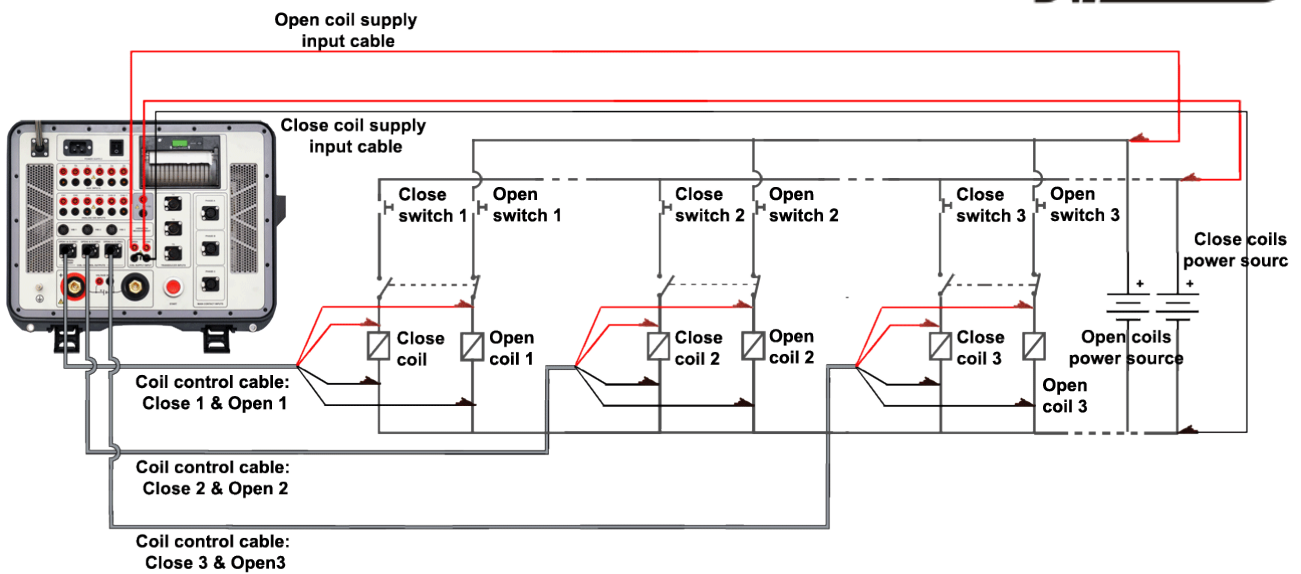 Open coil supply
input cable
Close coil supply
input cable
Close
switch 1
Open
switch 1
Close
switch 2
Open
switch 2
Close
switch 3
Open
switch 3
Close coils
power sourc
+
+
Close
coil
Open
coil 1
Close
coil 2
Open
coil 2
Close
coil 3
Open
coil 3
Open coils
power source
Coil control cable:
Close 1 & Open 1
Coil control cable:
Close 2 & Open 2
Coil control cable:
Close 3 & Open3